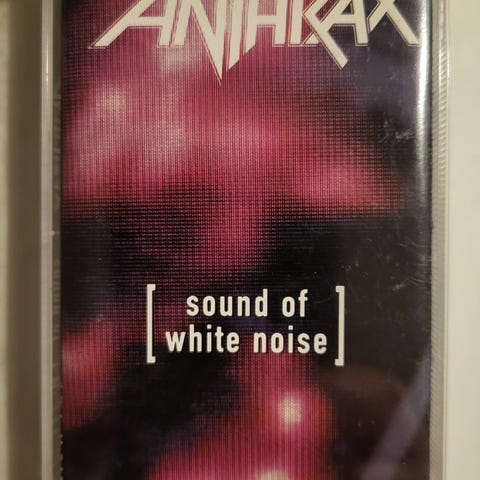 ANTHRAX
[ sound of
white noise ]